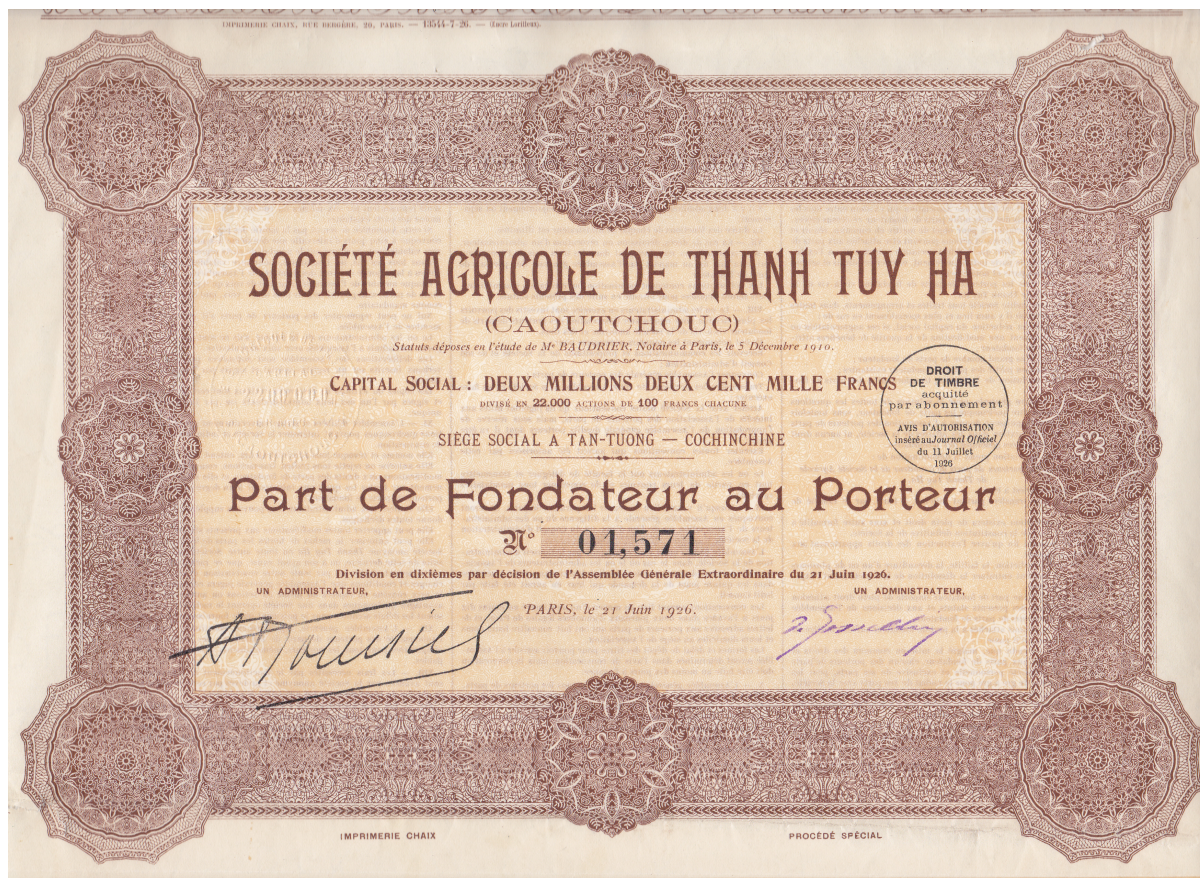 IMPRIMERIE CHAIX, RUE BERGÈRE, 20, PARIS. — 13544-7-26. — (Encre Lorilleux).
SOCIÉTÉ AGRICOLE DE THANH TUY HA
(CAOUTCHOUC)
Statuts déposes en l'étude de Me BAUDRIER, Notaire à Paris, le 5 Décembre 1910.
CAPITAL SOCIAL : DEUX MILLIONS DEUX CENT MILLE FRANCS
DIVISÉ EN 22.000 ACTIONS DE 100 FRANCS CHACUNE
SIÈGE SOCIAL A TAN-TUONG — COCHINCHINE
DROIT
DE TIMBRE
acquitté
par abonnement
AVIS D'AUTORISATION
inséré au Journal Officiel
du 11 Juillet
1926
Part de Fondateur au Porteur
No 01,571
Division en dixièmes par décision de l'Assemblée Générale Extraordinaire du 21 Juin 1926.
UN ADMINISTRATEUR,
UN ADMINISTRATEUR,
PARIS, le 21 Juin 1926.
IMPRIMERIE CHAIX
PROCÉDÉ SPÉCIAL